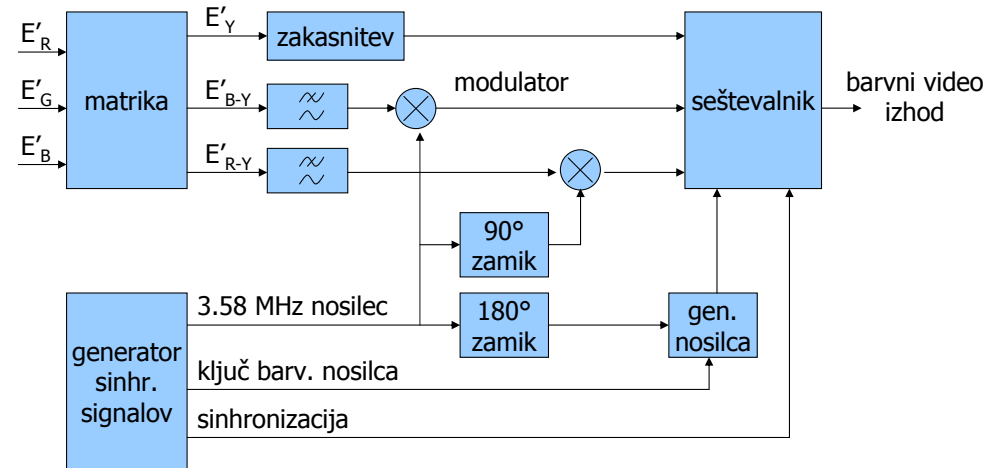 E′R
E′G
E′B
matrika
E′Y
E′B-Y
E′R-Y
zakasnitev
modulator
seštevalnik
barvni video
izhod
90°
zamik
3.58 MHz nosilec
180°
zamik
gen.
nosilca
generator
sinhr.
signalov
ključ barv. nosilca
sinhronizacija